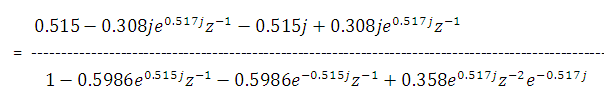 0.515 − 0.308je^{0.517j}z^{−1} − 0.515j + 0.308je^{0.517j}z^{−1}
= ----------------------------------------------------------------
1 − 0.5986e^{0.515j}z^{−1} − 0.5986e^{−0.515j}z^{−1} + 0.358e^{0.517j}z^{−2}e^{−0.517j}